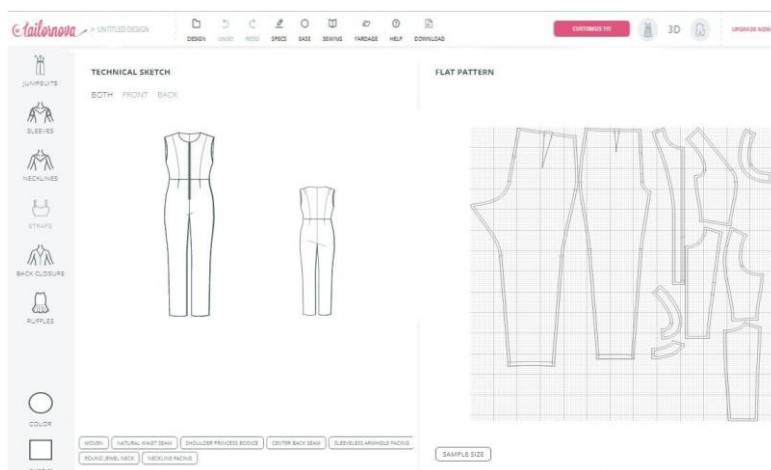 tailornova > UNTITLED DESIGN
DESIGN UNDO REDO SPECS EASE SEWING YARDAGE HELP DOWNLOAD
CUSTOMIZE FIT
3D
UPGRADE NOW
JUMPSUITS
SLEEVES
NECKLINES
STRAPS
BACK CLOSURE
RUFFLES
COLOR
TECHNICAL SKETCH
BOTH FRONT BACK
WOVEN NATURAL WAIST SEAM SHOULDER PRINCESS BODICE CENTER BACK SEAM SLEEVELESS ARMHOLE FACING
ROUND JEWEL NECK NECKLINE FACING
FLAT PATTERN
SAMPLE SIZE